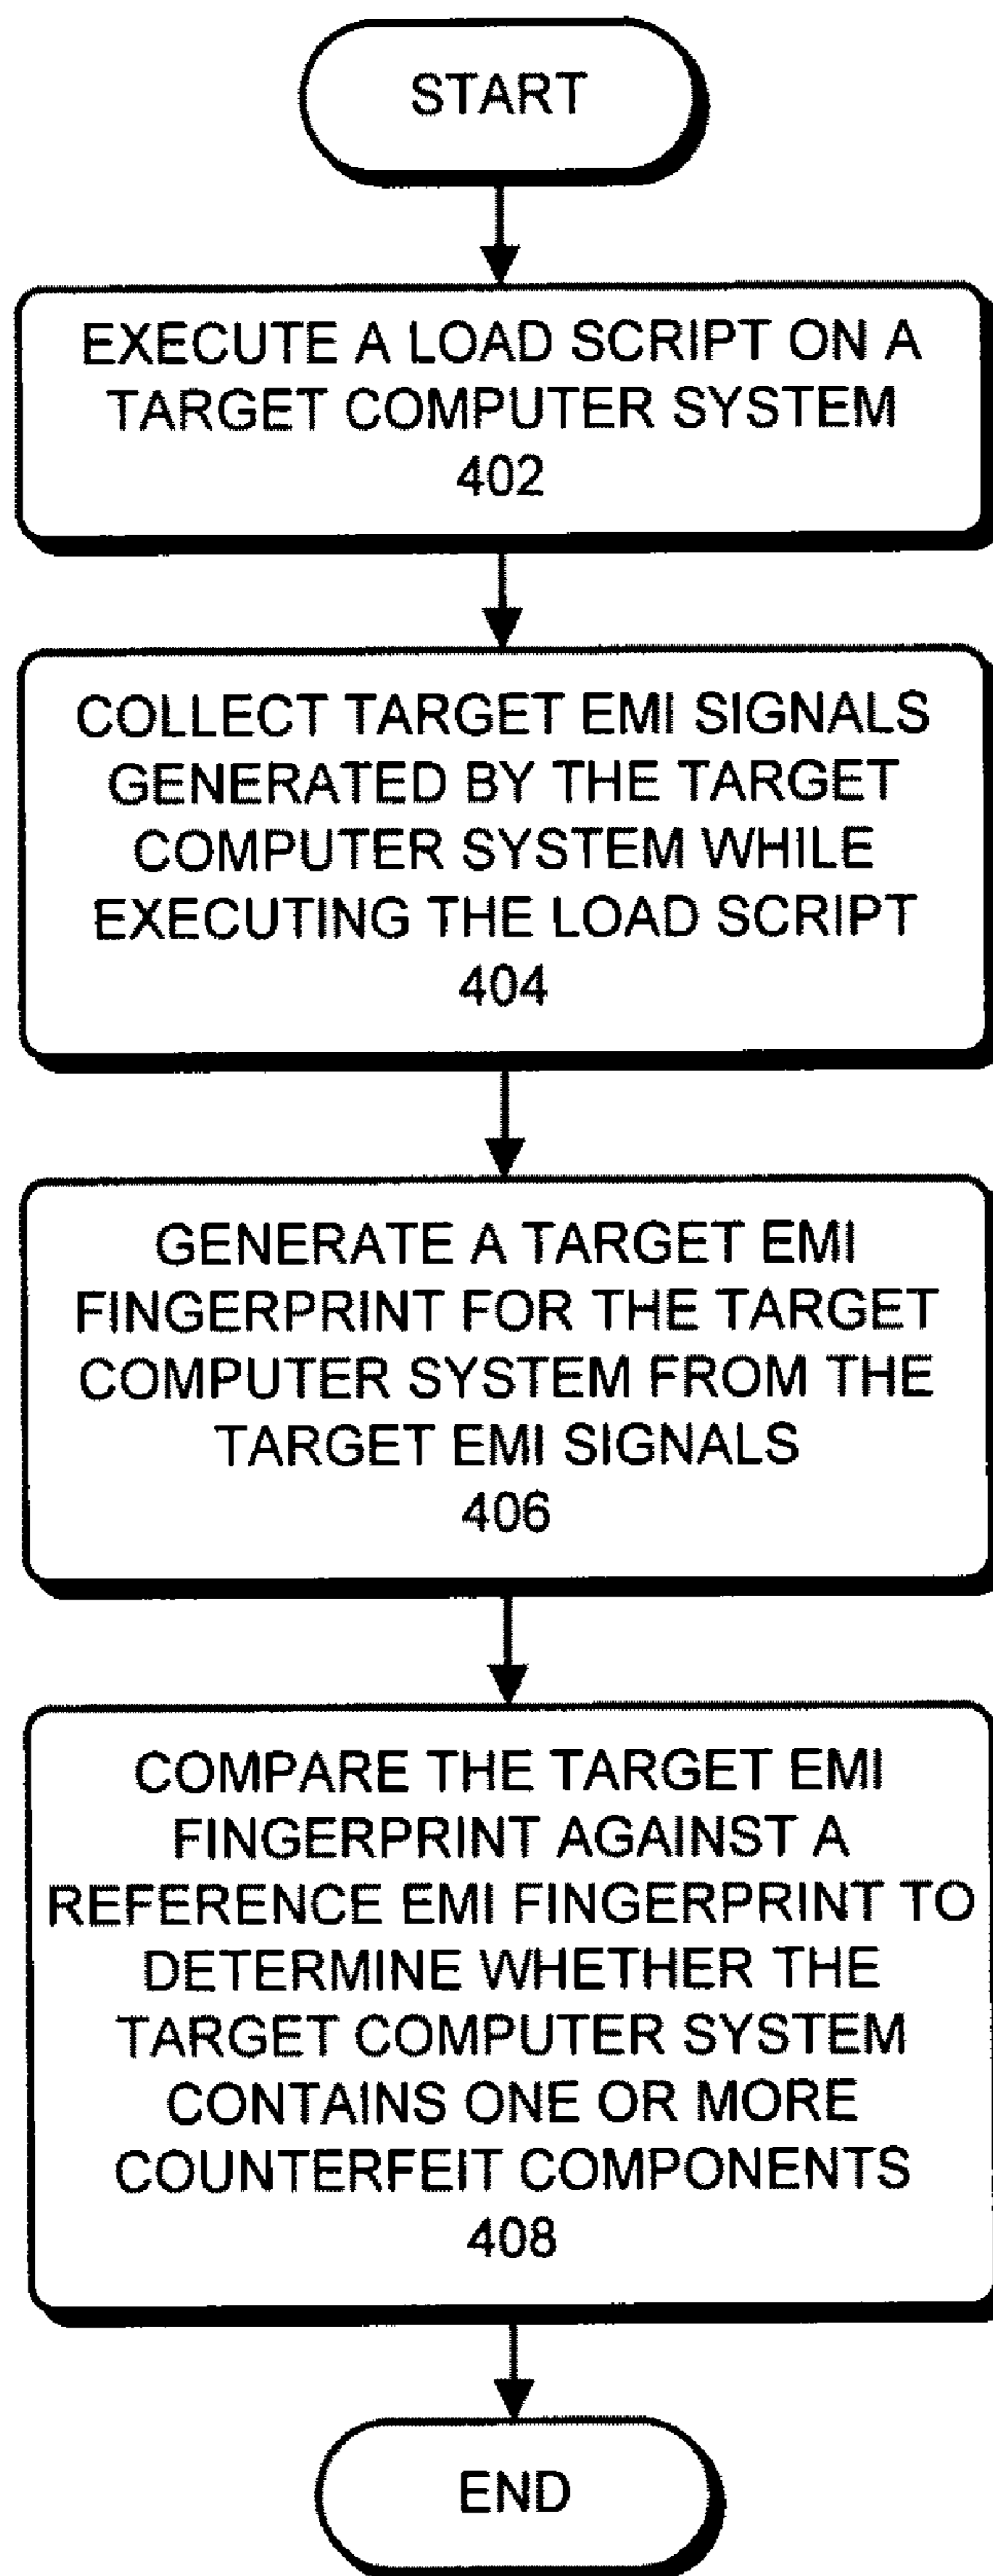 START
EXECUTE A LOAD SCRIPT ON A
TARGET COMPUTER SYSTEM
402
COLLECT TARGET EMI SIGNALS
GENERATED BY THE TARGET
COMPUTER SYSTEM WHILE
EXECUTING THE LOAD SCRIPT
404
GENERATE A TARGET EMI
FINGERPRINT FOR THE TARGET
COMPUTER SYSTEM FROM THE
TARGET EMI SIGNALS
406
COMPARE THE TARGET EMI
FINGERPRINT AGAINST A
REFERENCE EMI FINGERPRINT TO
DETERMINE WHETHER THE
TARGET COMPUTER SYSTEM
CONTAINS ONE OR MORE
COUNTERFEIT COMPONENTS
408
END